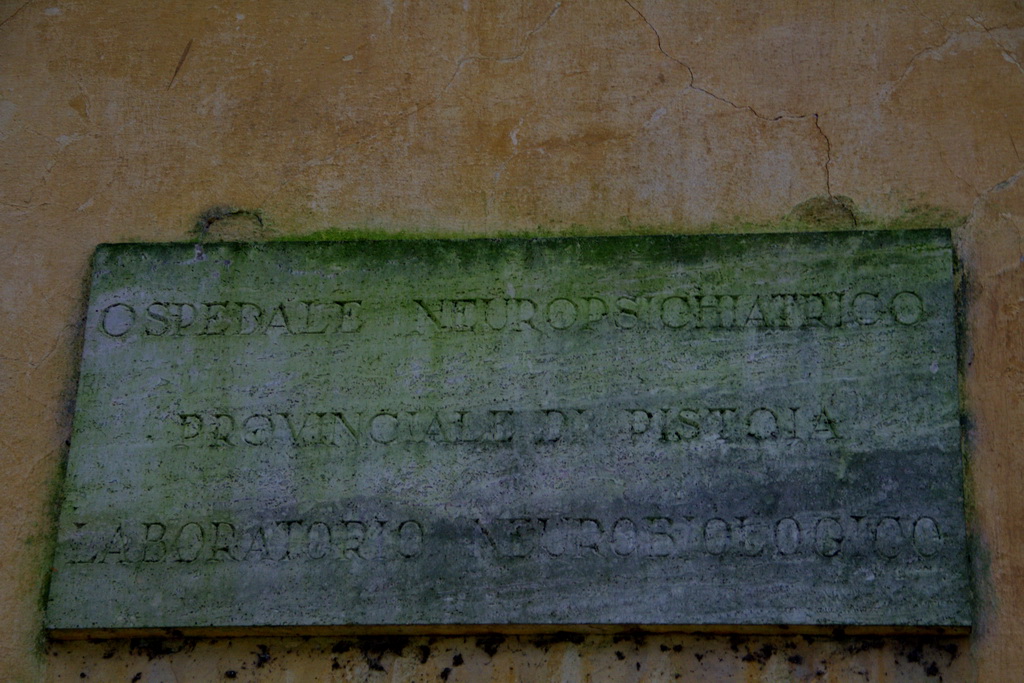 OSPEDALE NEUROPSICHIATRICO
PROVINCIALE DI PISTOIA
LABORATORIO NEUROBIOLOGICO